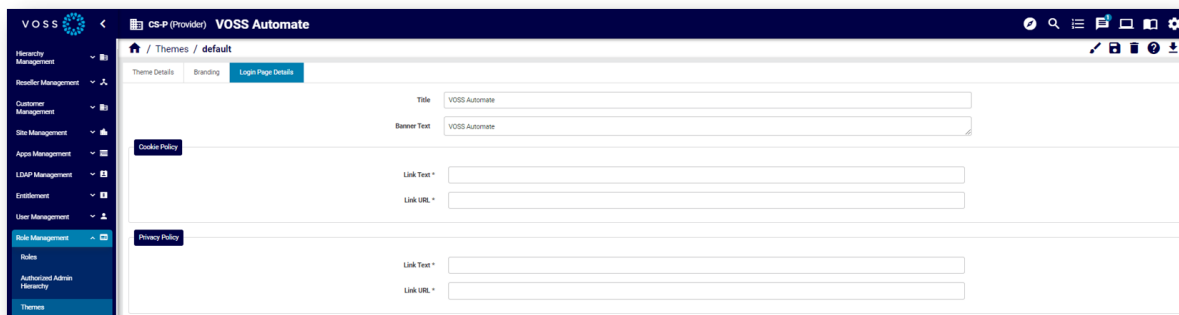 VOSS
CS-P (Provider) VOSS Automate
/ Themes / default
Hierarchy
Management
Reseller Management
Customer
Management
Site Management
Apps Management
LDAP Management
Entitlement
User Management
Role Management
Roles
Authorized Admin
Hierarchy
Themes
Theme Details Branding Login Page Details
Title VOSS Automate
Banner Text VOSS Automate
Cookie Policy
Link Text *
Link URL *
Privacy Policy
Link Text *
Link URL *